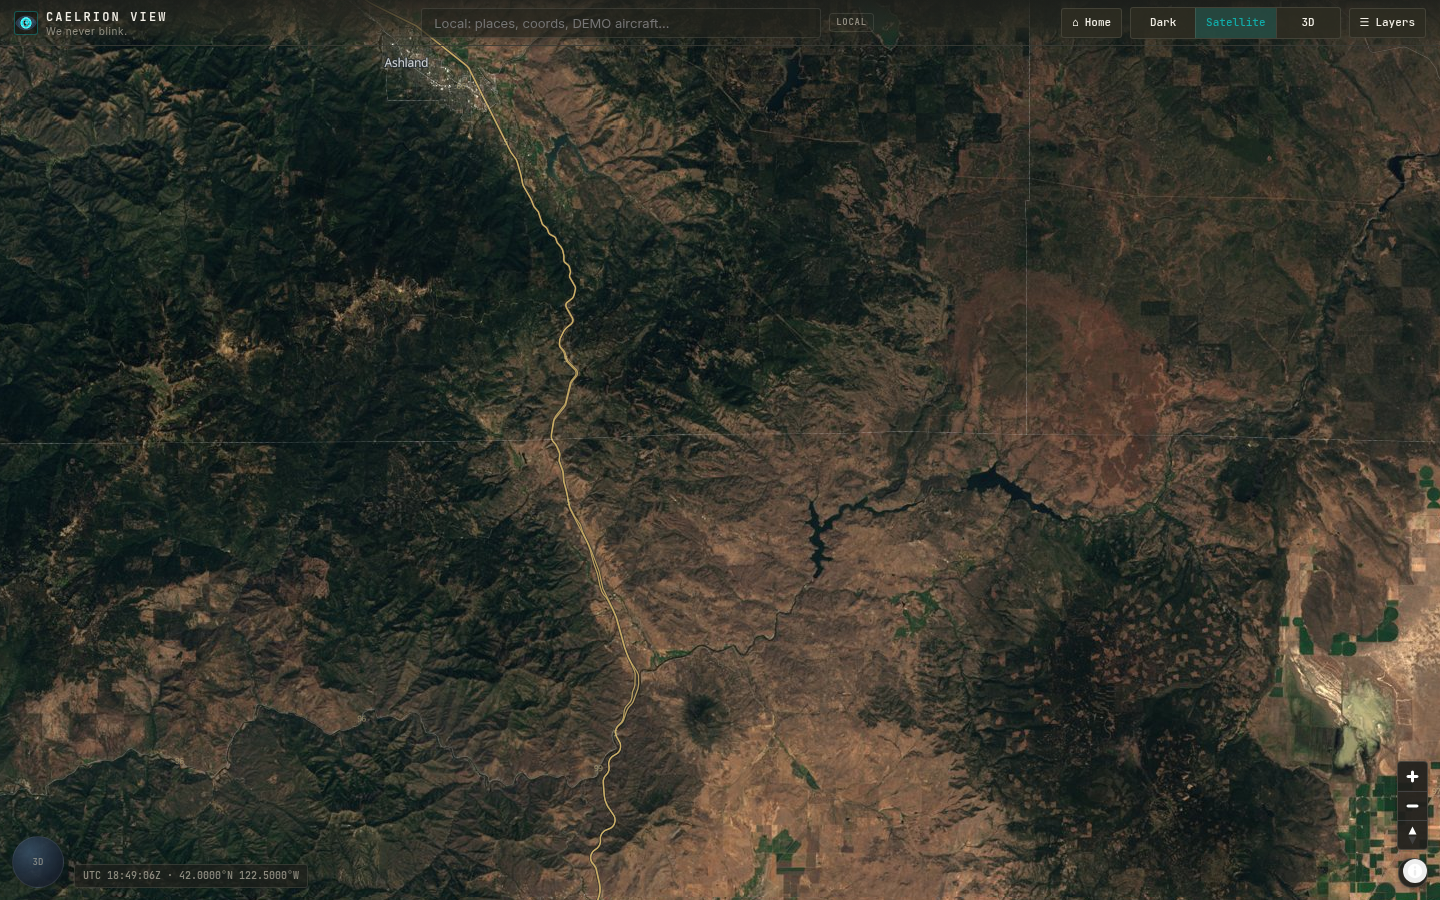 CAELRION VIEW
We never blink.
Local: places, coords, DEMO aircraft...
LOCAL
⌂ Home
Dark
Satellite
3D
☰ Layers
Ashland
3D
UTC 18:49:06Z · 42.0000°N 122.5000°W